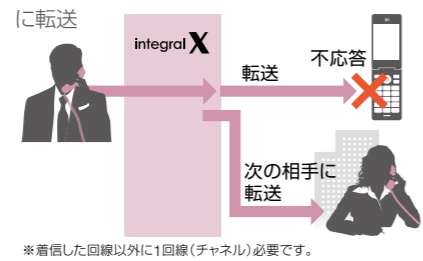 に転送
integral X
転送
不応答
次の相手に
転送
※着信した回線以外に1回線（チャネル）必要です。